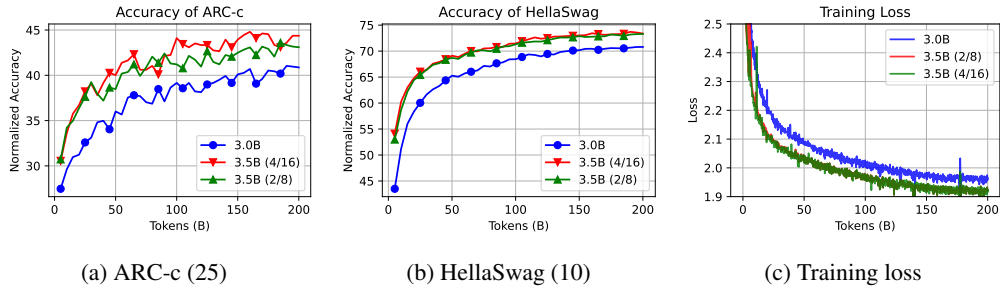 Accuracy of ARC-c
Normalized Accuracy
45
40
35
30
0
50
100
150
200
Tokens (B)
3.0B
3.5B (4/16)
3.5B (2/8)
(a) ARC-c (25)
Accuracy of HellaSwag
Normalized Accuracy
75
70
65
60
55
50
45
0
50
100
150
200
Tokens (B)
3.0B
3.5B (4/16)
3.5B (2/8)
(b) HellaSwag (10)
Training Loss
Loss
2.5
2.4
2.3
2.2
2.1
2.0
1.9
0
50
100
150
200
Tokens (B)
3.0B
3.5B (2/8)
3.5B (4/16)
(c) Training loss